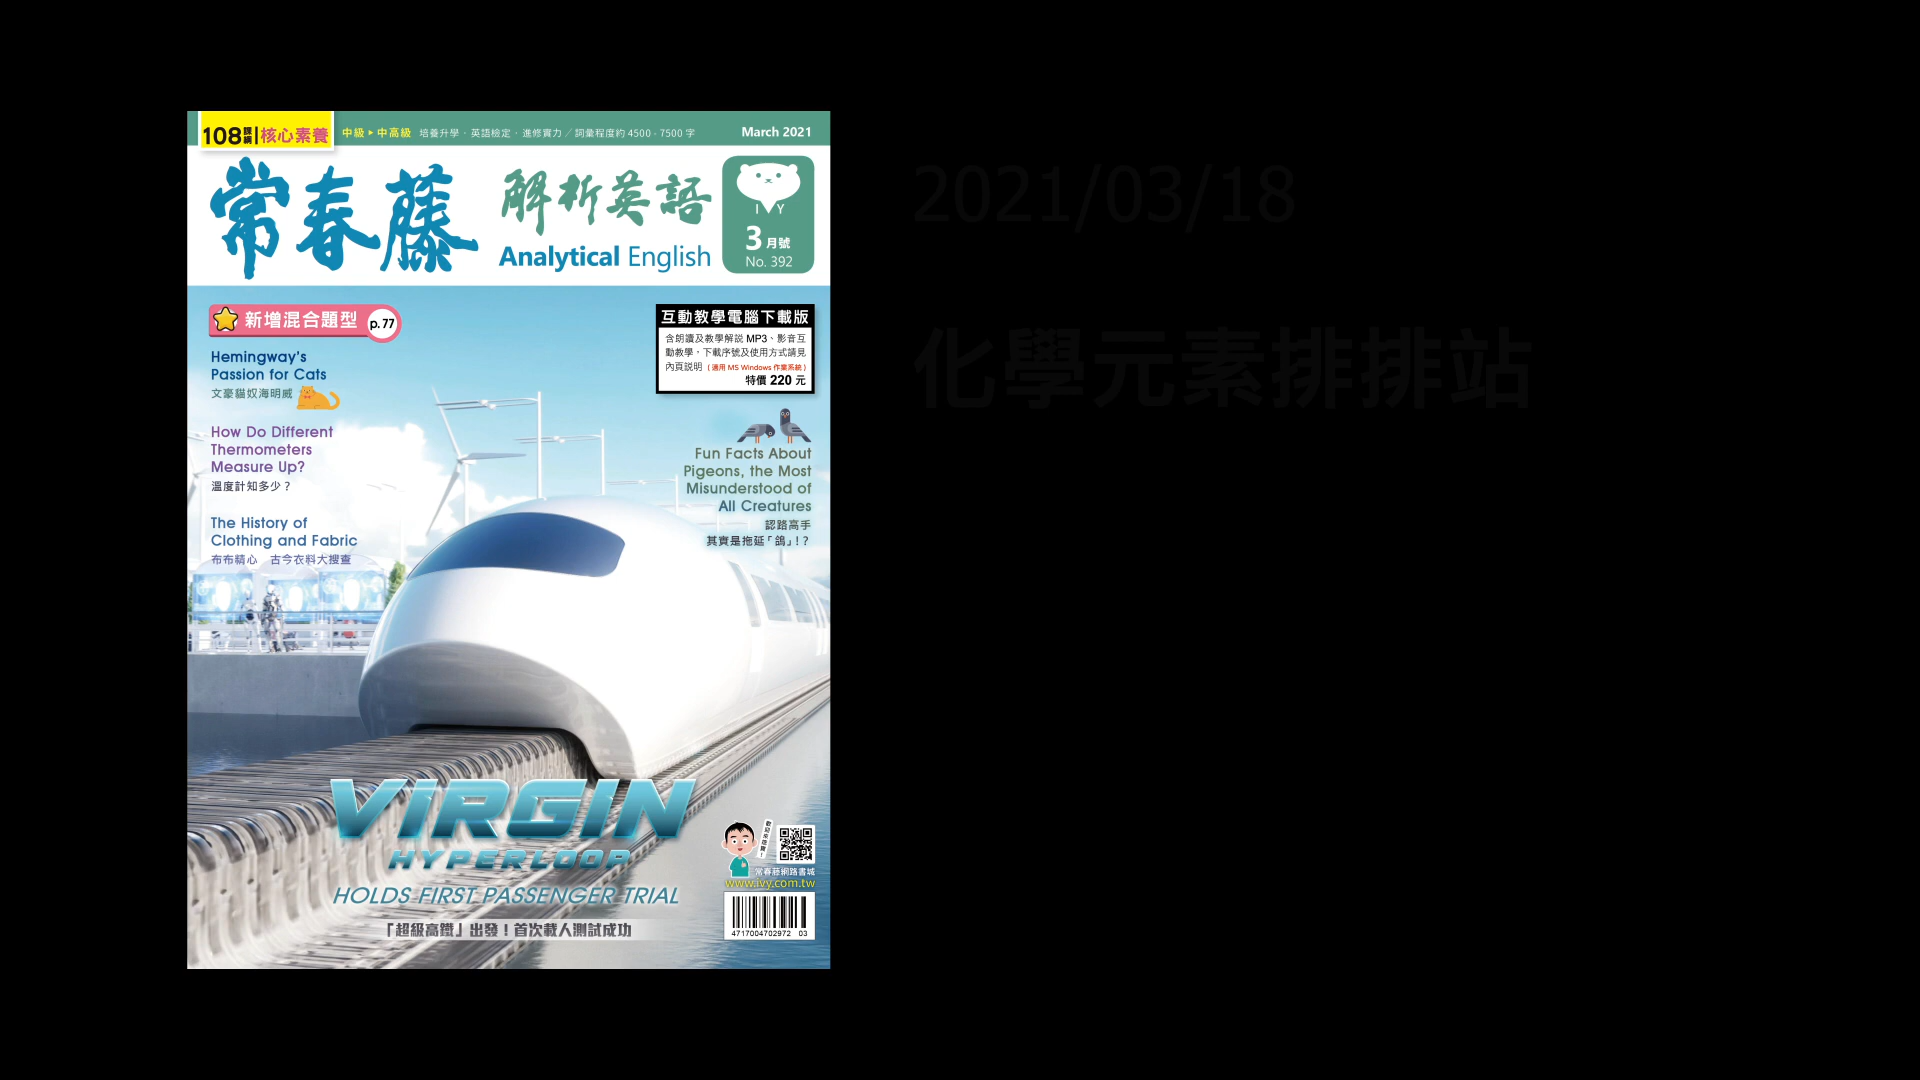 108課綱 核心素養
中級▸中高級 培養升學．英語檢定．進修實力／詞彙程度約 4500 - 7500 字
March 2021
常春藤 解析英語
Analytical English
IVY
3月號
No. 392
新增混合題型 p.77
Hemingway's
Passion for Cats
文豪貓奴海明威
How Do Different
Thermometers
Measure Up?
溫度計知多少？
The History of
Clothing and Fabric
布布精心 古今衣料大搜查
互動教學電腦下載版
含朗讀及教學解說 MP3、影音互
動教學，下載序號及使用方式請見
內頁說明（適用 MS Windows 作業系統）
特價 220 元
Fun Facts About
Pigeons, the Most
Misunderstood of
All Creatures
認路高手
其實是拖延「鴿」!？
VIRGIN
HYPERLOOP
HOLDS FIRST PASSENGER TRIAL
「超級高鐵」出發！首次載人測試成功
常春藤網路書城
www.ivy.com.tw
4717004702972 03
2021/03/18
化學元素排排站